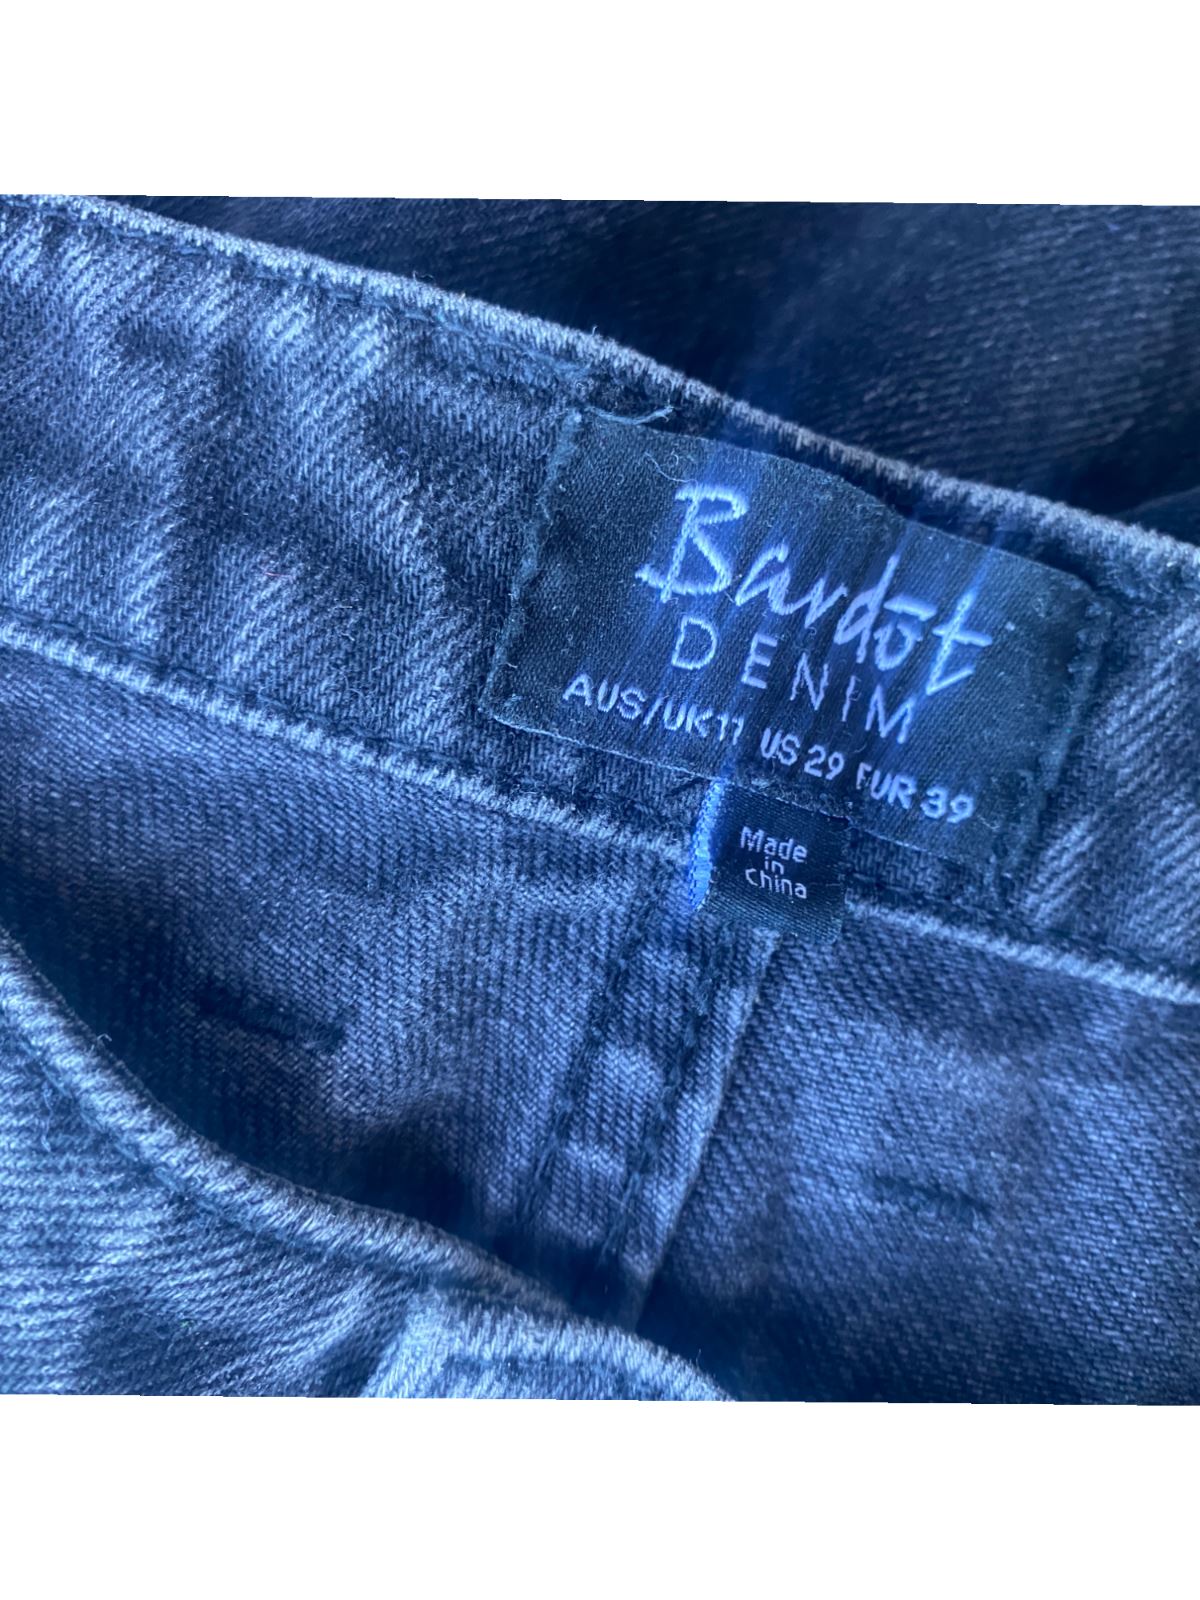 Bardot
DENIM
AUS/UK11 US 29 EUR 39
Made
in
china